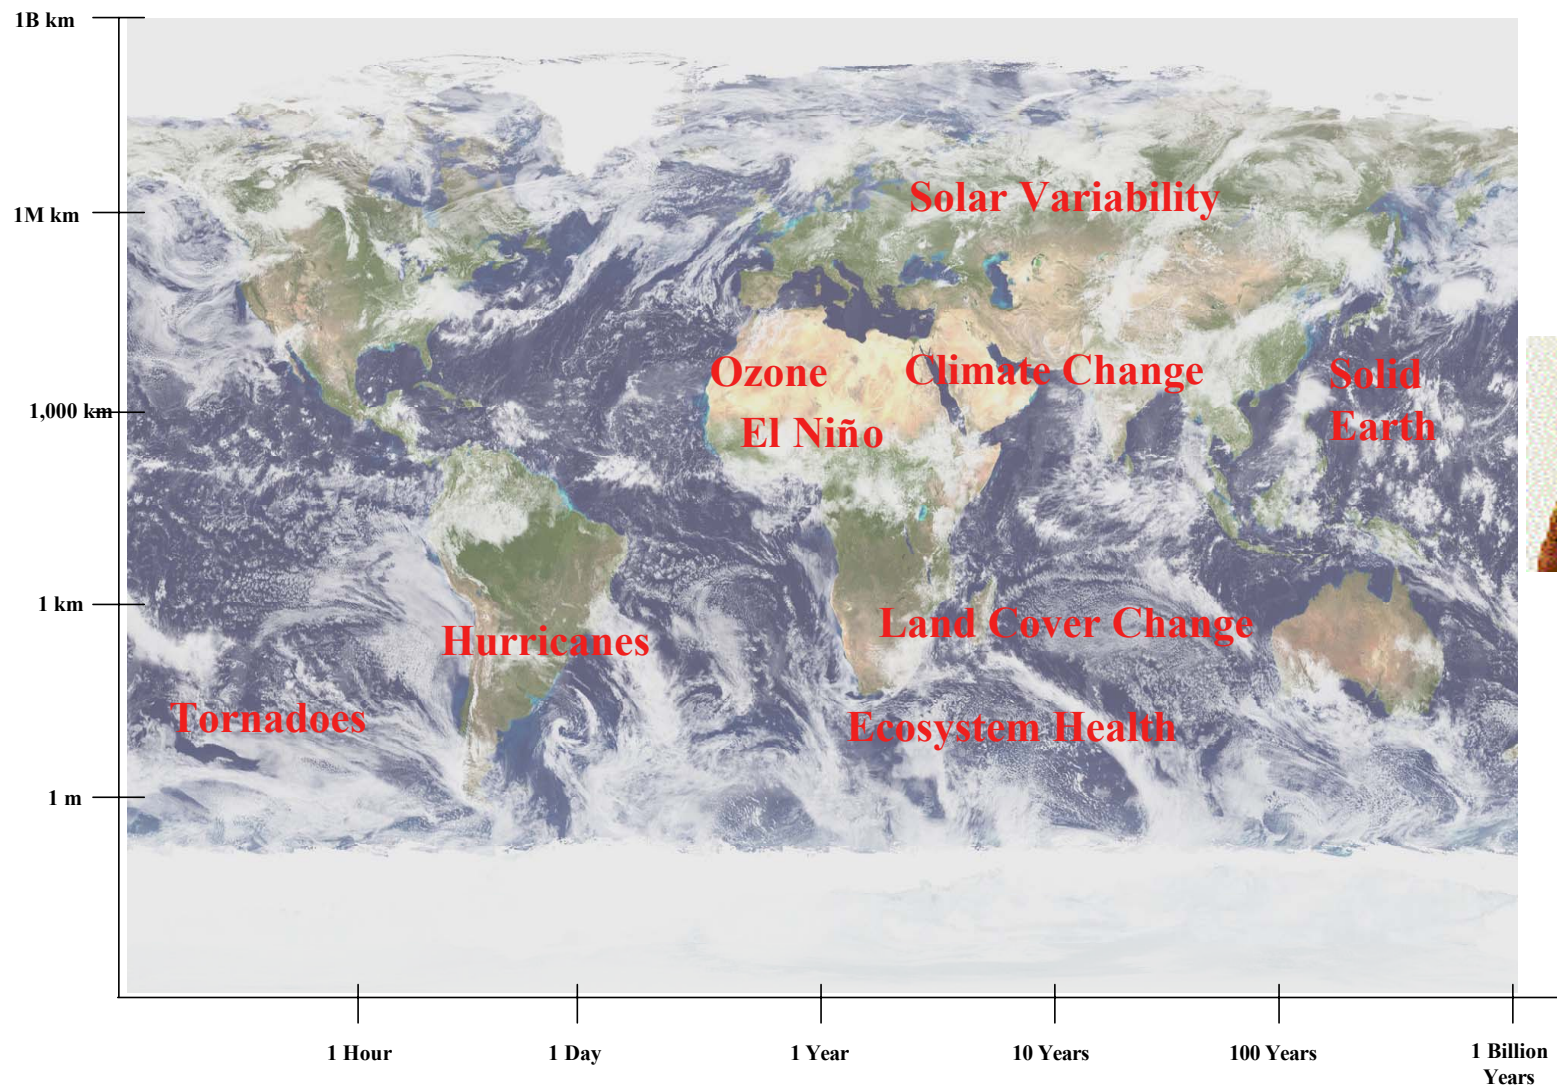 1B km
1M km
1,000 km
1 km
1 m
Solar Variability
Ozone
Climate Change
Solid
Earth
El Niño
Land Cover Change
Hurricanes
Tornadoes
Ecosystem Health
1 Hour
1 Day
1 Year
10 Years
100 Years
1 Billion
Years